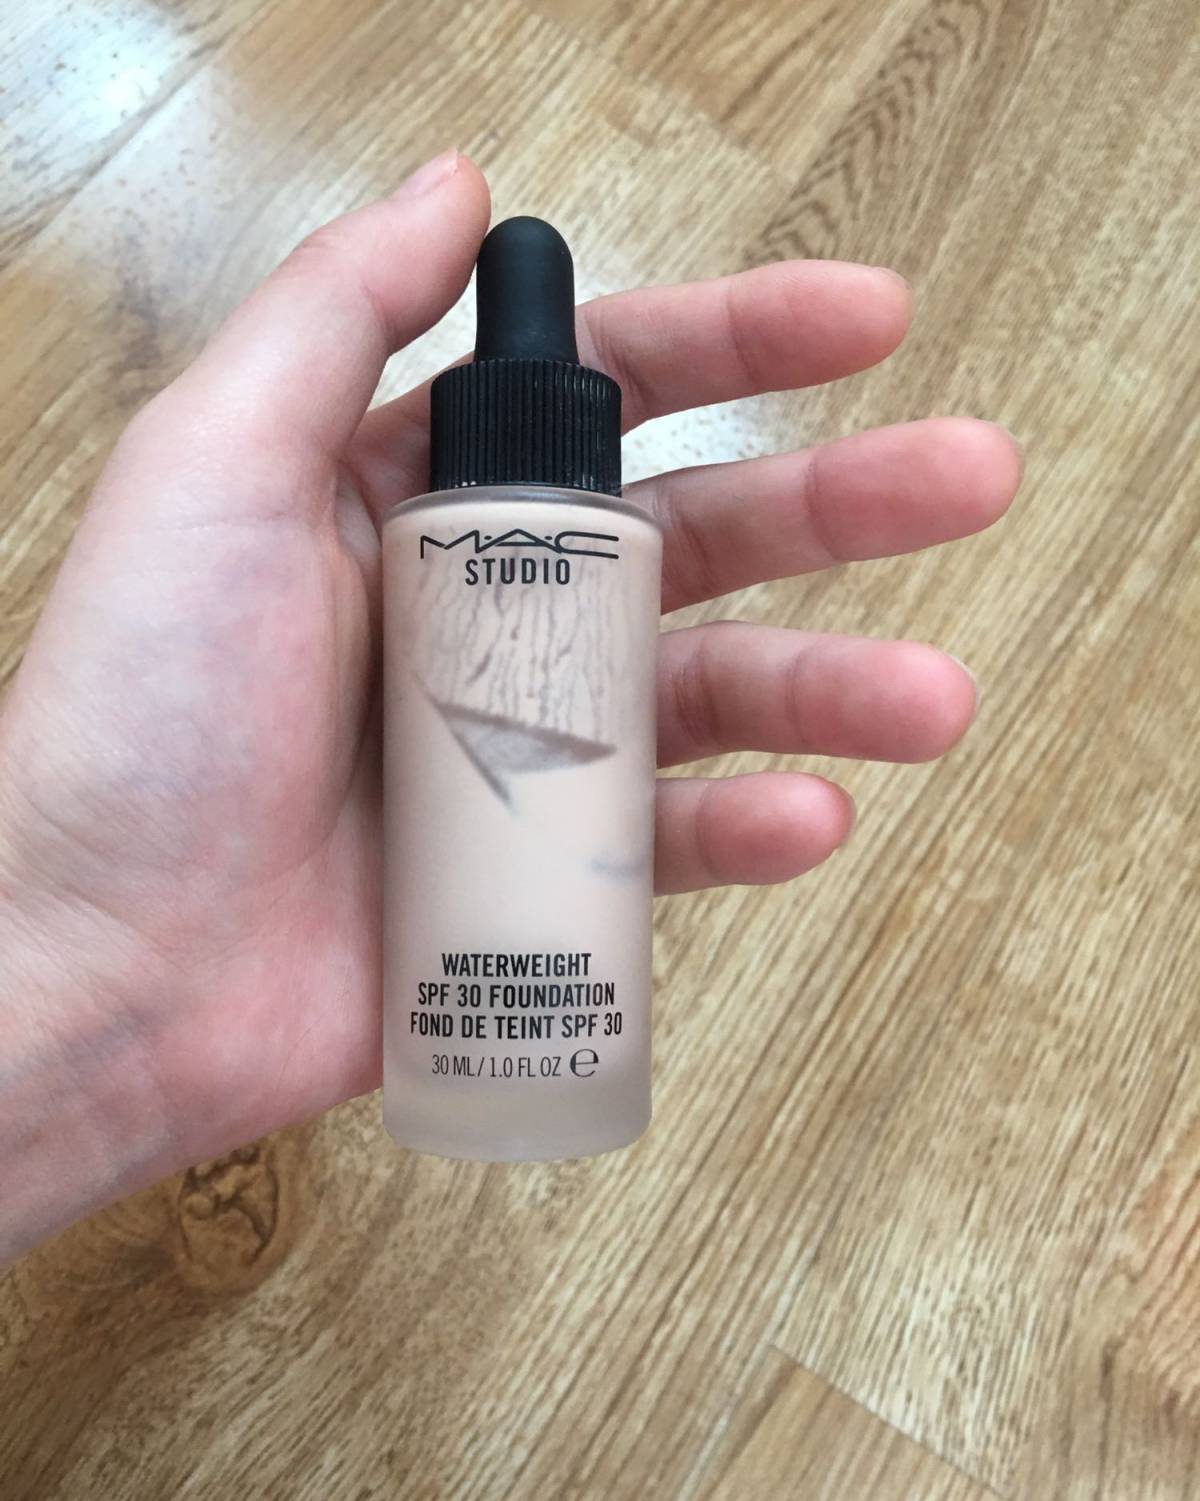 M·A·C
STUDIO
WATERWEIGHT
SPF 30 FOUNDATION
FOND DE TEINT SPF 30
30 ML / 1.0 FL OZ ℮